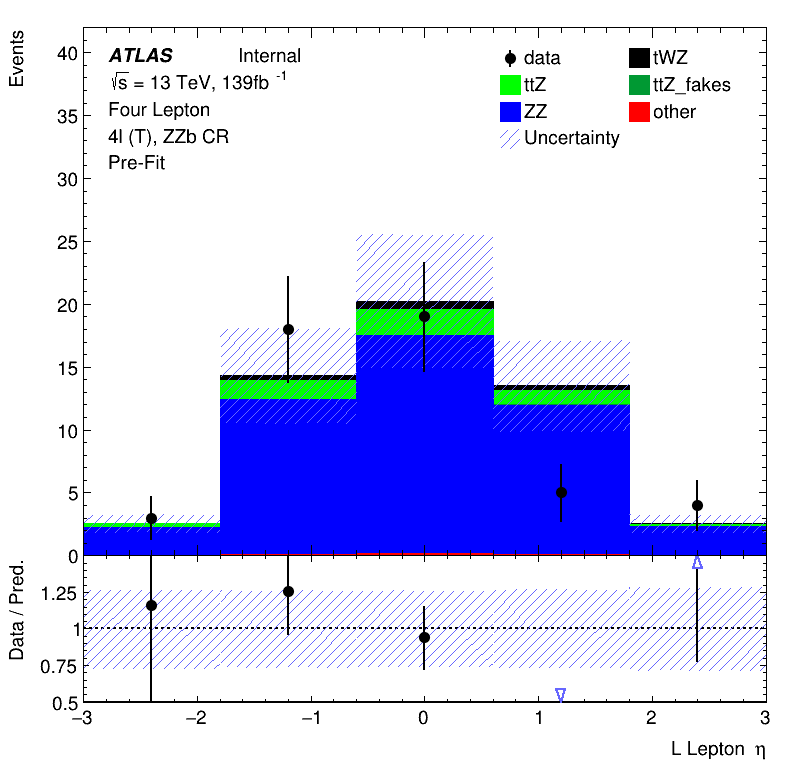 Events
40
35
30
25
20
15
10
5
0
ATLAS Internal
√s = 13 TeV, 139fb -1
Four Lepton
4l (T), ZZb CR
Pre-Fit
data
tWZ
ttZ
ttZ_fakes
ZZ
other
Uncertainty
Data / Pred.
1.25
1
0.75
0.5
−3 −2 −1 0 1 2 3
L Lepton η